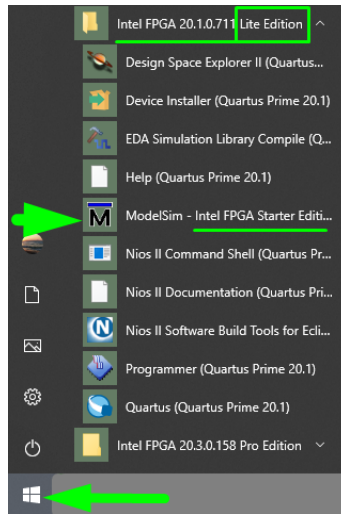 Intel FPGA 20.1.0.711 Lite Edition
Design Space Explorer II (Quartus...
Device Installer (Quartus Prime 20.1)
EDA Simulation Library Compile (Q...
Help (Quartus Prime 20.1)
M ModelSim - Intel FPGA Starter Editi...
Nios II Command Shell (Quartus Pr...
Nios II Documentation (Quartus Pri...
N Nios II Software Build Tools for Ecli...
Programmer (Quartus Prime 20.1)
Quartus (Quartus Prime 20.1)
Intel FPGA 20.3.0.158 Pro Edition